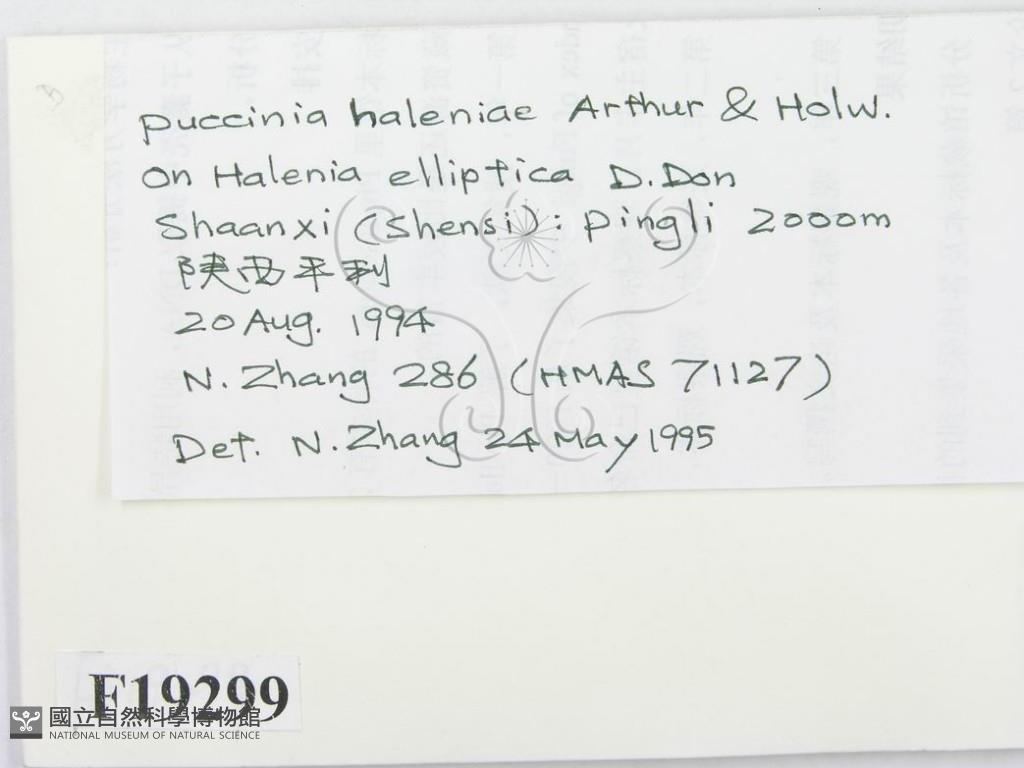 puccinia haleniae Arthur & Holw.
On Halenia elliptica D.Don
Shaanxi (Shensi): pingli 2000m
陕西平利
20 Aug. 1994
N. Zhang 286 (HMAS 71127)
Det. N. Zhang 24 May 1995
F19299
國立自然科學博物館
NATIONAL MUSEUM OF NATURAL SCIENCE